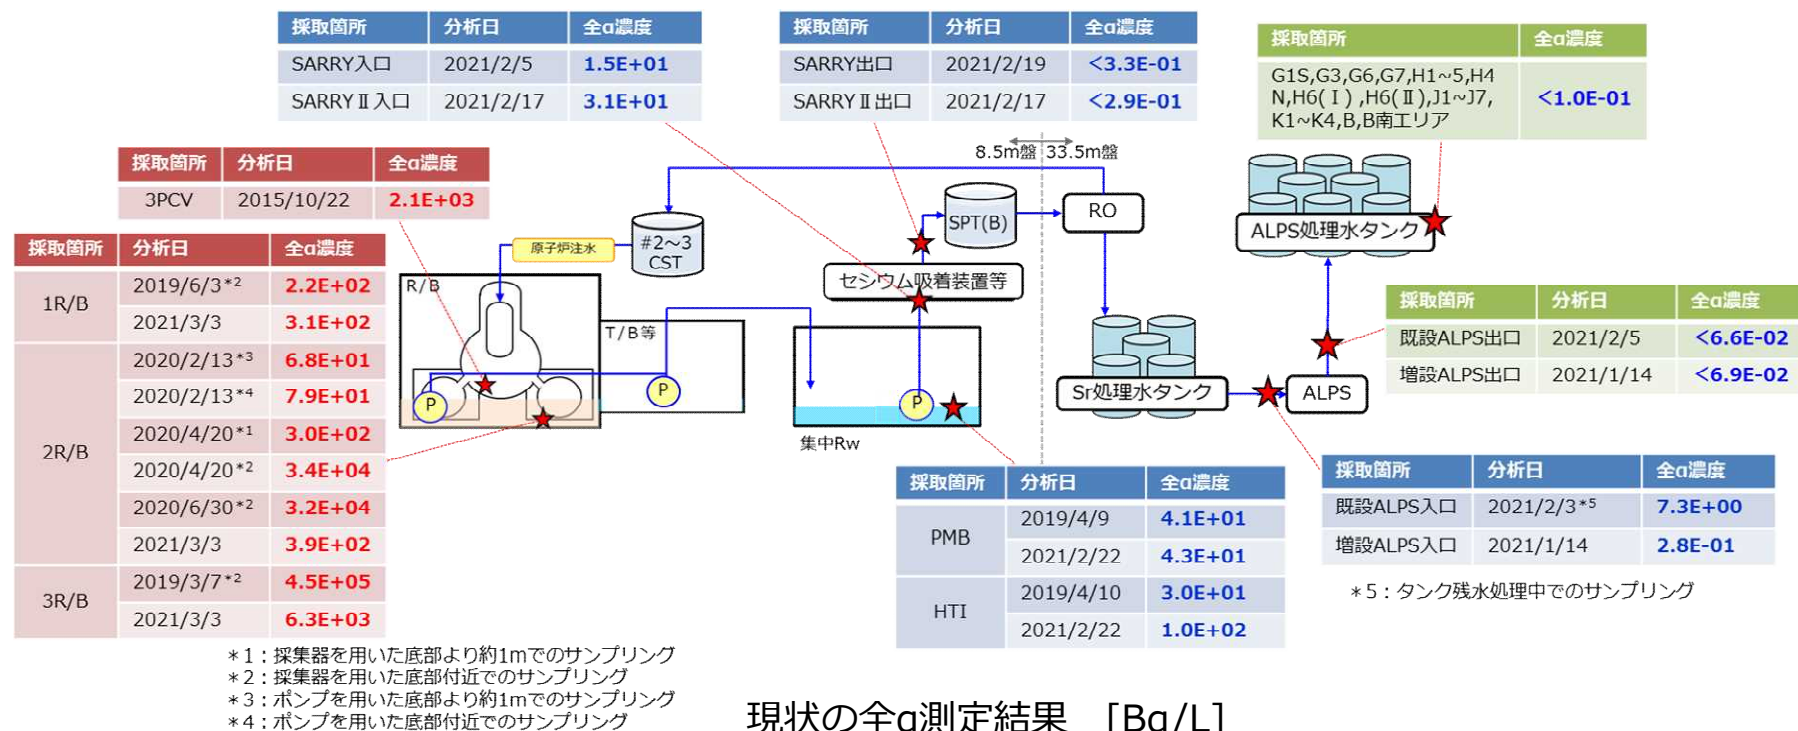 採取箇所 分析日 全α濃度
SARRY入口 2021/2/5 1.5E+01
SARRYⅡ入口 2021/2/17 3.1E+01
採取箇所 分析日 全α濃度
SARRY出口 2021/2/19 <3.3E-01
SARRYⅡ出口 2021/2/17 <2.9E-01
採取箇所 全α濃度
G1S,G3,G6,G7,H1~5,H4
N,H6(Ⅰ),H6(Ⅱ),J1~J7,
K1~K4,B,B南エリア
<1.0E-01
採取箇所 分析日 全α濃度
3PCV 2015/10/22 2.1E+03
8.5m盤 33.5m盤
採取箇所 分析日 全α濃度
1R/B
2019/6/3*2 2.2E+02
2021/3/3 3.1E+02
2R/B
2020/2/13*3 6.8E+01
2020/2/13*4 7.9E+01
2020/4/20*1 3.0E+02
2020/4/20*2 3.4E+04
2020/6/30*2 3.2E+04
2021/3/3 3.9E+02
3R/B
2019/3/7*2 4.5E+05
2021/3/3 6.3E+03
原子炉注水
#2~3
CST
R/B
T/B等
P
P
P
集中Rw
セシウム吸着装置等
SPT(B)
RO
Sr処理水タンク
ALPS
ALPS処理水タンク
採取箇所 分析日 全α濃度
既設ALPS出口 2021/2/5 <6.6E-02
増設ALPS出口 2021/1/14 <6.9E-02
採取箇所 分析日 全α濃度
PMB
2019/4/9 4.1E+01
2021/2/22 4.3E+01
HTI
2019/4/10 3.0E+01
2021/2/22 1.0E+02
採取箇所 分析日 全α濃度
既設ALPS入口 2021/2/3*5 7.3E+00
増設ALPS入口 2021/1/14 2.8E-01
*5:タンク残水処理中でのサンプリング
*1:採集器を用いた底部より約1mでのサンプリング
*2:採集器を用いた底部付近でのサンプリング
*3:ポンプを用いた底部より約1mでのサンプリング
*4:ポンプを用いた底部付近でのサンプリング
現状の全α測定結果 [Bq/L]